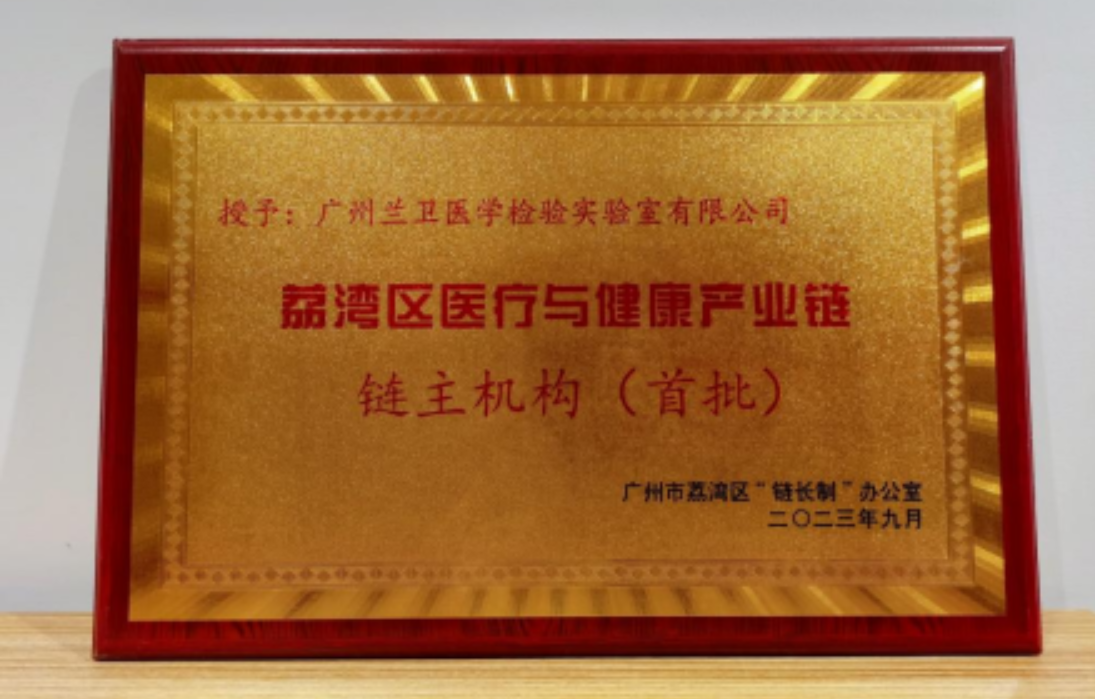 授予：广州兰卫医学检验实验室有限公司
荔湾区医疗与健康产业链
链主机构（首批）
广州市荔湾区“链长制”办公室
二〇二三年九月